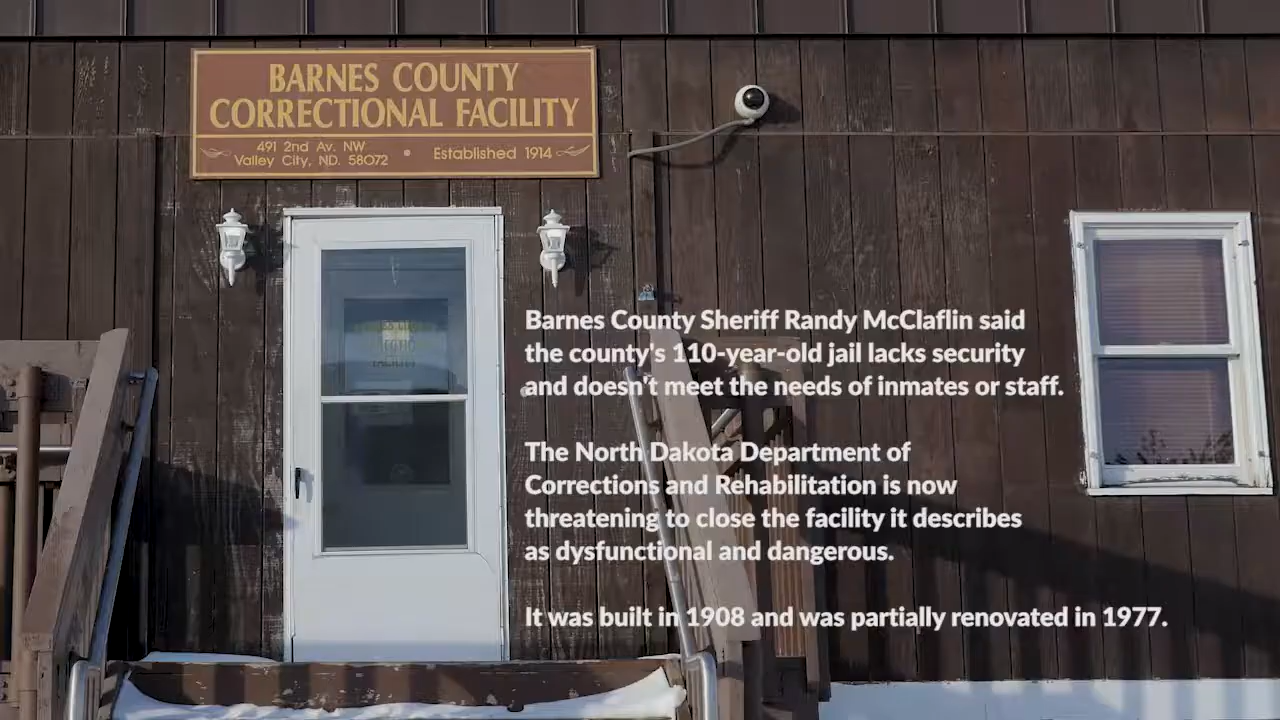 BARNES COUNTY
CORRECTIONAL FACILITY
491 2nd Av. NW
Valley City, ND. 58072 • Established 1914
Barnes County Sheriff Randy McClaflin said
the county's 110-year-old jail lacks security
and doesn't meet the needs of inmates or staff.
The North Dakota Department of
Corrections and Rehabilitation is now
threatening to close the facility it describes
as dysfunctional and dangerous.
It was built in 1908 and was partially renovated in 1977.